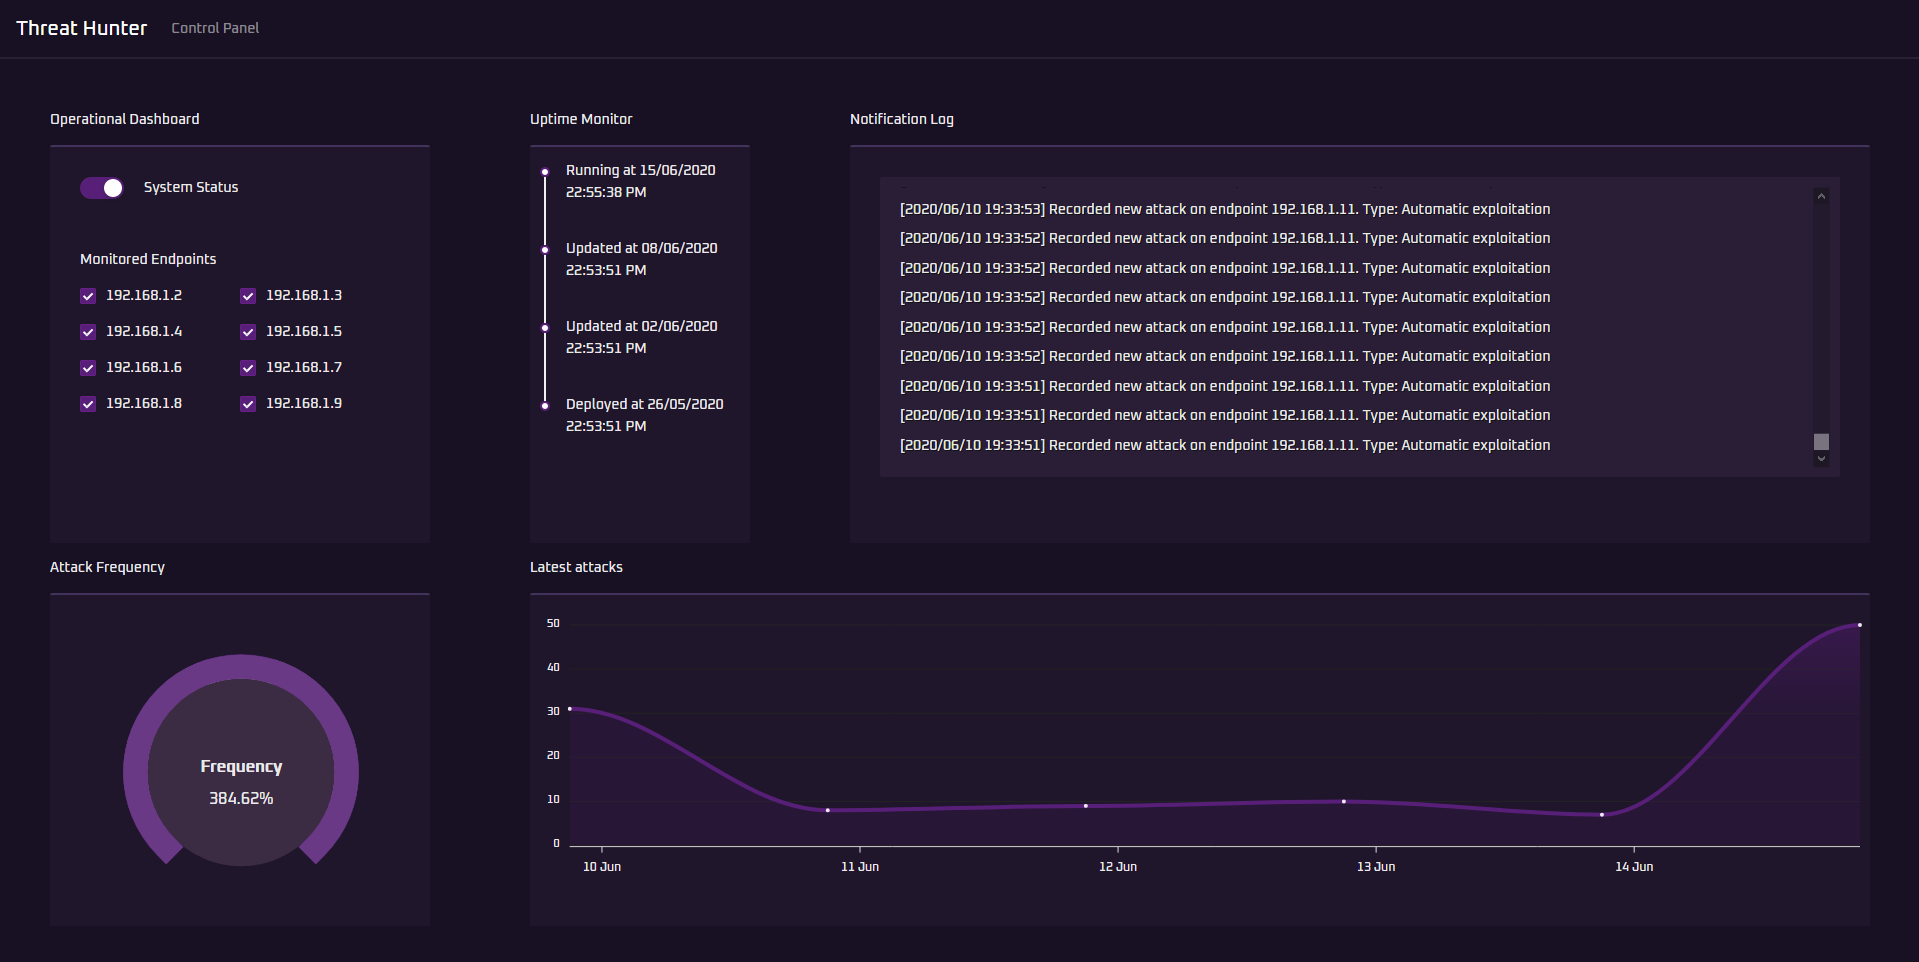 Threat Hunter Control Panel
Operational Dashboard
System Status
Monitored Endpoints
192.168.1.2 192.168.1.3
192.168.1.4 192.168.1.5
192.168.1.6 192.168.1.7
192.168.1.8 192.168.1.9
Uptime Monitor
Running at 15/06/2020
22:55:38 PM
Updated at 08/06/2020
22:53:51 PM
Updated at 02/06/2020
22:53:51 PM
Deployed at 26/05/2020
22:53:51 PM
Notification Log
[2020/06/10 19:33:53] Recorded new attack on endpoint 192.168.1.11. Type: Automatic exploitation
[2020/06/10 19:33:52] Recorded new attack on endpoint 192.168.1.11. Type: Automatic exploitation
[2020/06/10 19:33:52] Recorded new attack on endpoint 192.168.1.11. Type: Automatic exploitation
[2020/06/10 19:33:52] Recorded new attack on endpoint 192.168.1.11. Type: Automatic exploitation
[2020/06/10 19:33:52] Recorded new attack on endpoint 192.168.1.11. Type: Automatic exploitation
[2020/06/10 19:33:52] Recorded new attack on endpoint 192.168.1.11. Type: Automatic exploitation
[2020/06/10 19:33:51] Recorded new attack on endpoint 192.168.1.11. Type: Automatic exploitation
[2020/06/10 19:33:51] Recorded new attack on endpoint 192.168.1.11. Type: Automatic exploitation
[2020/06/10 19:33:51] Recorded new attack on endpoint 192.168.1.11. Type: Automatic exploitation
Attack Frequency
Frequency
384.62%
Latest attacks
50
40
30
20
10
0
10 Jun 11 Jun 12 Jun 13 Jun 14 Jun